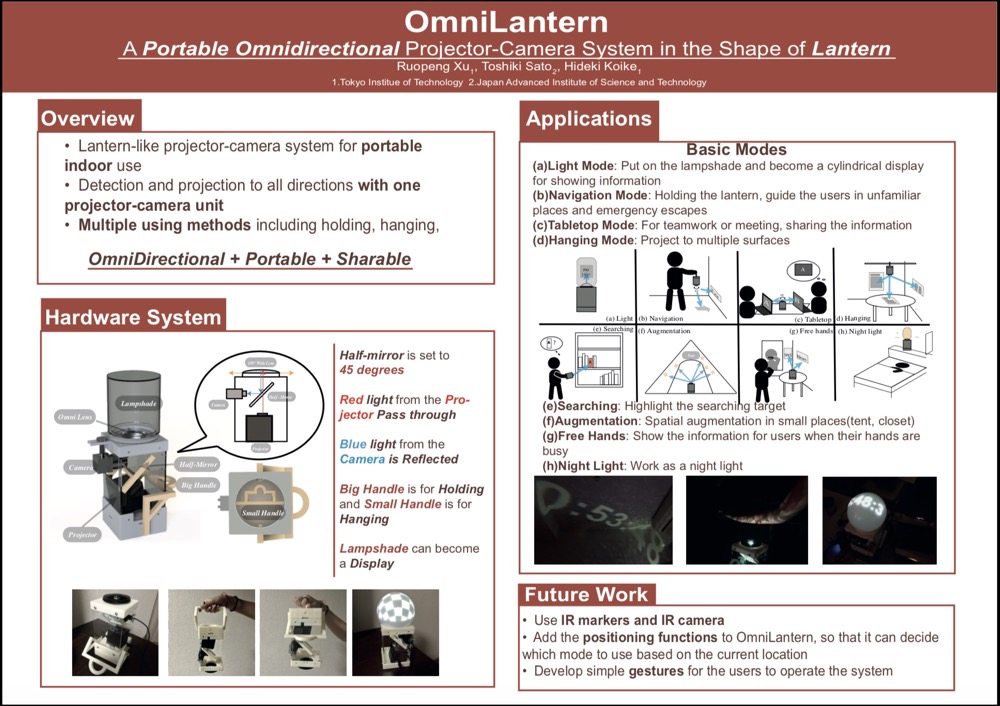 OmniLantern
A Portable Omnidirectional Projector-Camera System in the Shape of Lantern
Ruopeng Xu1, Toshiki Sato2, Hideki Koike1
1.Tokyo Institue of Technology 2.Japan Advanced Institute of Science and Technology
Overview
• Lantern-like projector-camera system for portable
indoor use
• Detection and projection to all directions with one
projector-camera unit
• Multiple using methods including holding, hanging,
OmniDirectional + Portable + Sharable
Hardware System
Lampshade
Omni Lens
Camera
Half-Mirror
Big Handle
Projector
Camera
Half-Mirror
Projector
Small Handle
Half-mirror is set to
45 degrees
Red light from the Pro-
jector Pass through
Blue light from the
Camera is Reflected
Big Handle is for Holding
and Small Handle is for
Hanging
Lampshade can become
a Display
Applications
Basic Modes
(a)Light Mode: Put on the lampshade and become a cylindrical display
for showing information
(b)Navigation Mode: Holding the lantern, guide the users in unfamiliar
places and emergency escapes
(c)Tabletop Mode: For teamwork or meeting, sharing the information
(d)Hanging Mode: Project to multiple surfaces
A
(a) Light
(b) Navigation
(c) Tabletop
d) Hanging
(e) Searching
(f) Augmentation
(g) Free hands
(h) Night light
(e)Searching: Highlight the searching target
(f)Augmentation: Spatial augmentation in small places(tent, closet)
(g)Free Hands: Show the information for users when their hands are
busy
(h)Night Light: Work as a night light
:53:48
48:3
Future Work
• Use IR markers and IR camera
• Add the positioning functions to OmniLantern, so that it can decide
which mode to use based on the current location
• Develop simple gestures for the users to operate the system